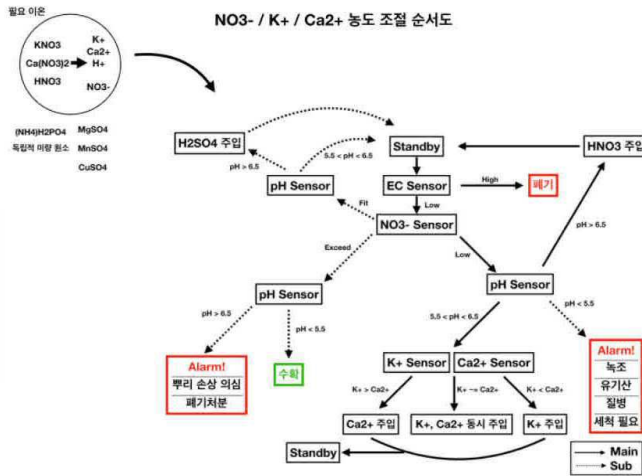 필요 이온
NO3- / K+ / Ca2+ 농도 조절 순서도
KNO3
Ca(NO3)2
HNO3
K+
Ca2+
H+
NO3-
(NH4)H2PO4
독립적 미량 원소
MgSO4
MnSO4
CuSO4
H2SO4 주입
Standby
HNO3 주입
5.5 < pH < 6.5
pH > 6.5
pH Sensor
EC Sensor
High
폐기
Fit
Low
NO3- Sensor
pH > 6.5
Exceed
Low
pH Sensor
pH Sensor
pH > 6.5
pH < 5.5
5.5 < pH < 6.5
pH < 5.5
Alarm!
뿌리 손상 의심
폐기처분
수확
K+ Sensor
Ca2+ Sensor
Alarm!
녹조
유기산
질병
세척 필요
K+ > Ca2+
K+ ~= Ca2+
K+ < Ca2+
Ca2+ 주입
K+, Ca2+ 동시 주입
K+ 주입
Standby
Main
Sub